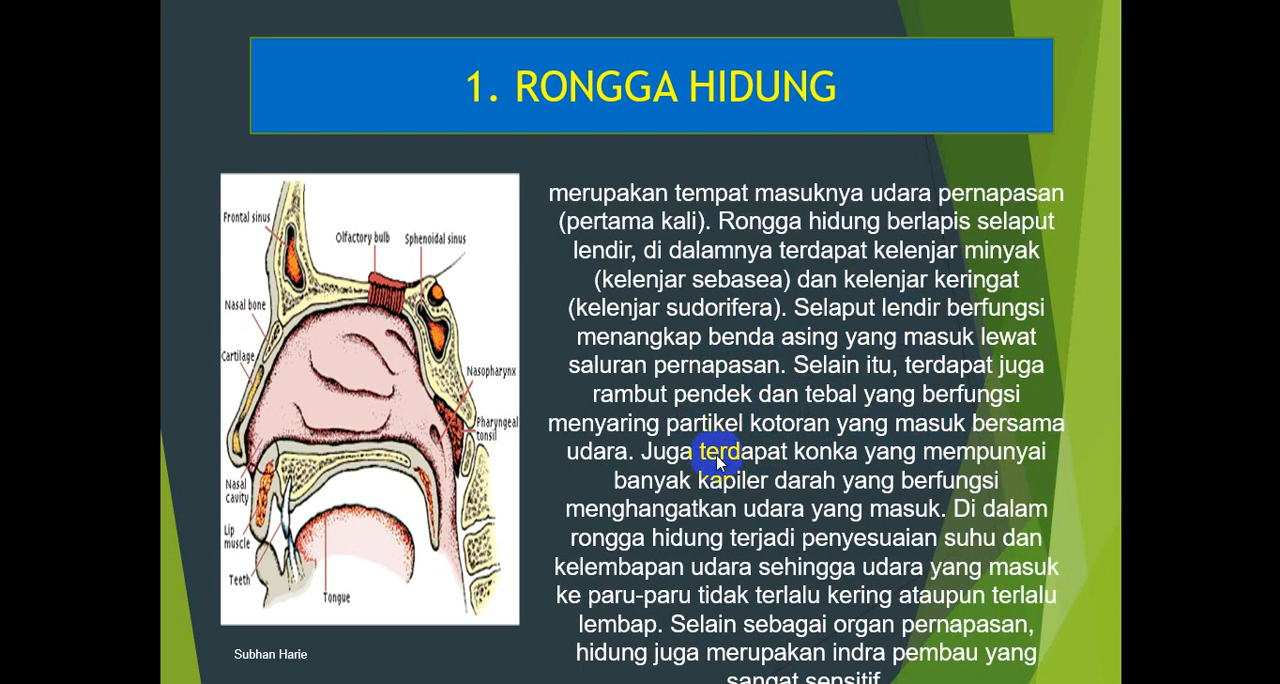 1. RONGGA HIDUNG
Frontal sinus
Olfactory bulb
Sphenoidal sinus
Nasal bone
Cartilage
Nasopharynx
Pharyngeal
tonsil
Nasal
cavity
Lip
muscle
Teeth
Tongue
merupakan tempat masuknya udara pernapasan
(pertama kali). Rongga hidung berlapis selaput
lendir, di dalamnya terdapat kelenjar minyak
(kelenjar sebasea) dan kelenjar keringat
(kelenjar sudorifera). Selaput lendir berfungsi
menangkap benda asing yang masuk lewat
saluran pernapasan. Selain itu, terdapat juga
rambut pendek dan tebal yang berfungsi
menyaring partikel kotoran yang masuk bersama
udara. Juga terdapat konka yang mempunyai
banyak kapiler darah yang berfungsi
menghangatkan udara yang masuk. Di dalam
rongga hidung terjadi penyesuaian suhu dan
kelembapan udara sehingga udara yang masuk
ke paru-paru tidak terlalu kering ataupun terlalu
lembap. Selain sebagai organ pernapasan,
hidung juga merupakan indra pembau yang
sangat sensitif
Subhan Harie